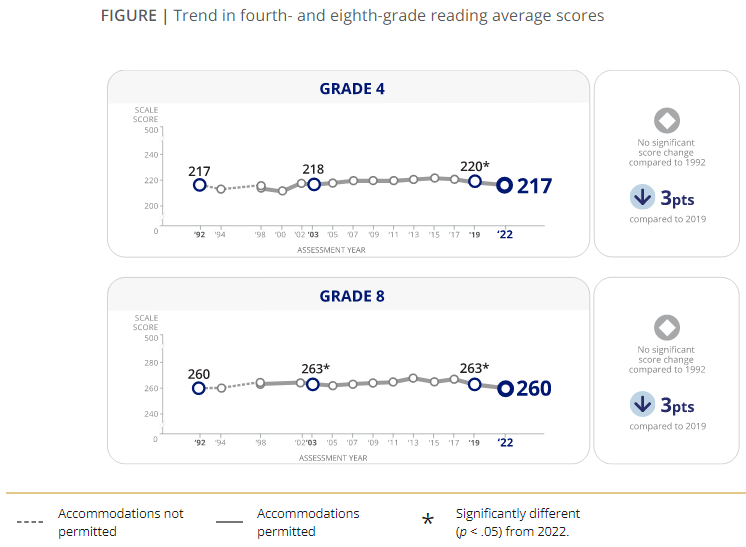 FIGURE | Trend in fourth- and eighth-grade reading average scores
GRADE 4
SCALE
SCORE
500
240
220
200
0
217
218
220*
217
'92
'94
'98
'00
'02
'03
'05
'07
'09
'11
'13
'15
'17
'19
'22
ASSESSMENT YEAR
No significant
score change
compared to 1992
3pts
compared to 2019
GRADE 8
SCALE
SCORE
500
280
260
240
0
260
263*
263*
260
'92
'94
'98
'02
'03
'05
'07
'09
'11
'13
'15
'17
'19
'22
ASSESSMENT YEAR
No significant
score change
compared to 1992
3pts
compared to 2019
Accommodations not
permitted
Accommodations
permitted
* Significantly different
(p < .05) from 2022.